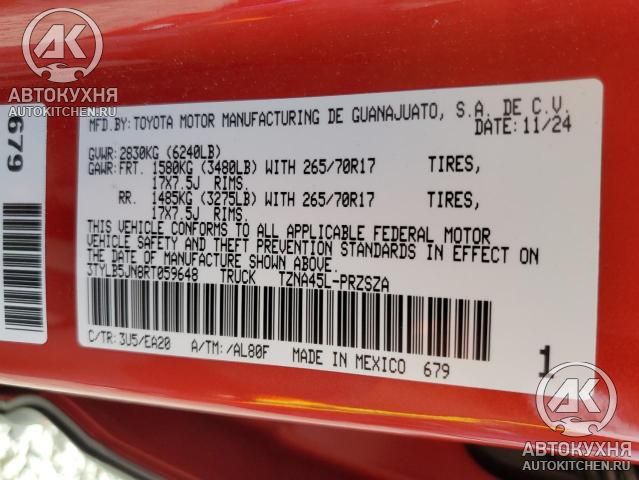 АК
АВТОКУХНЯ
AUTOKITCHEN.RU
679
MFD.BY: TOYOTA MOTOR MANUFACTURING DE GUANAJUATO, S.A. DE C.V.
DATE: 11/24
GVWR: 2830KG (6240LB)
GAWR: FRT. 1580KG (3480LB) WITH 265/70R17 TIRES,
17X7.5J RIMS.
RR. 1485KG (3275LB) WITH 265/70R17 TIRES,
17X7.5J RIMS.
THIS VEHICLE CONFORMS TO ALL APPLICABLE FEDERAL MOTOR
VEHICLE SAFETY AND THEFT PREVENTION STANDARDS IN EFFECT ON
THE DATE OF MANUFACTURE SHOWN ABOVE.
3TYLB5JN8RT059648 TRUCK TZNA45L-PRZSZA
C/TR: 3U5/EA20 A/TM: /AL80F MADE IN MEXICO 679 1
АК
АВТОКУХНЯ
AUTOKITCHEN.RU